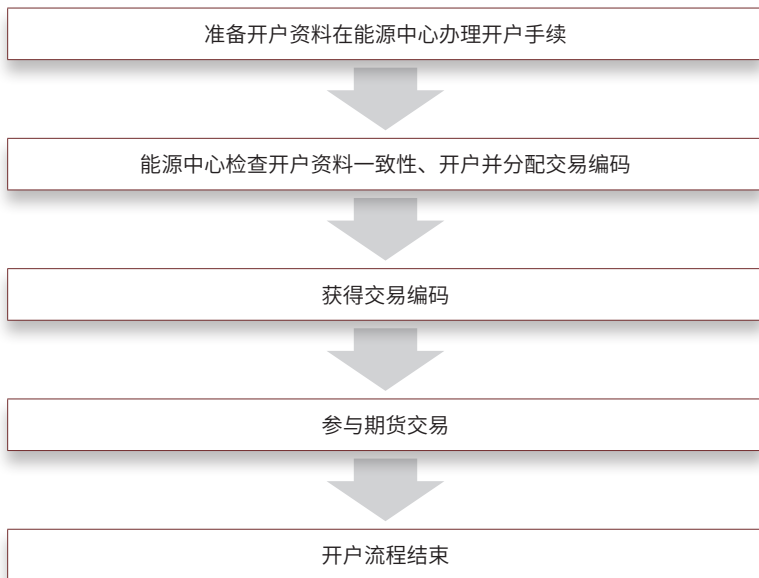 准备开户资料在能源中心办理开户手续
能源中心检查开户资料一致性、开户并分配交易编码
获得交易编码
参与期货交易
开户流程结束